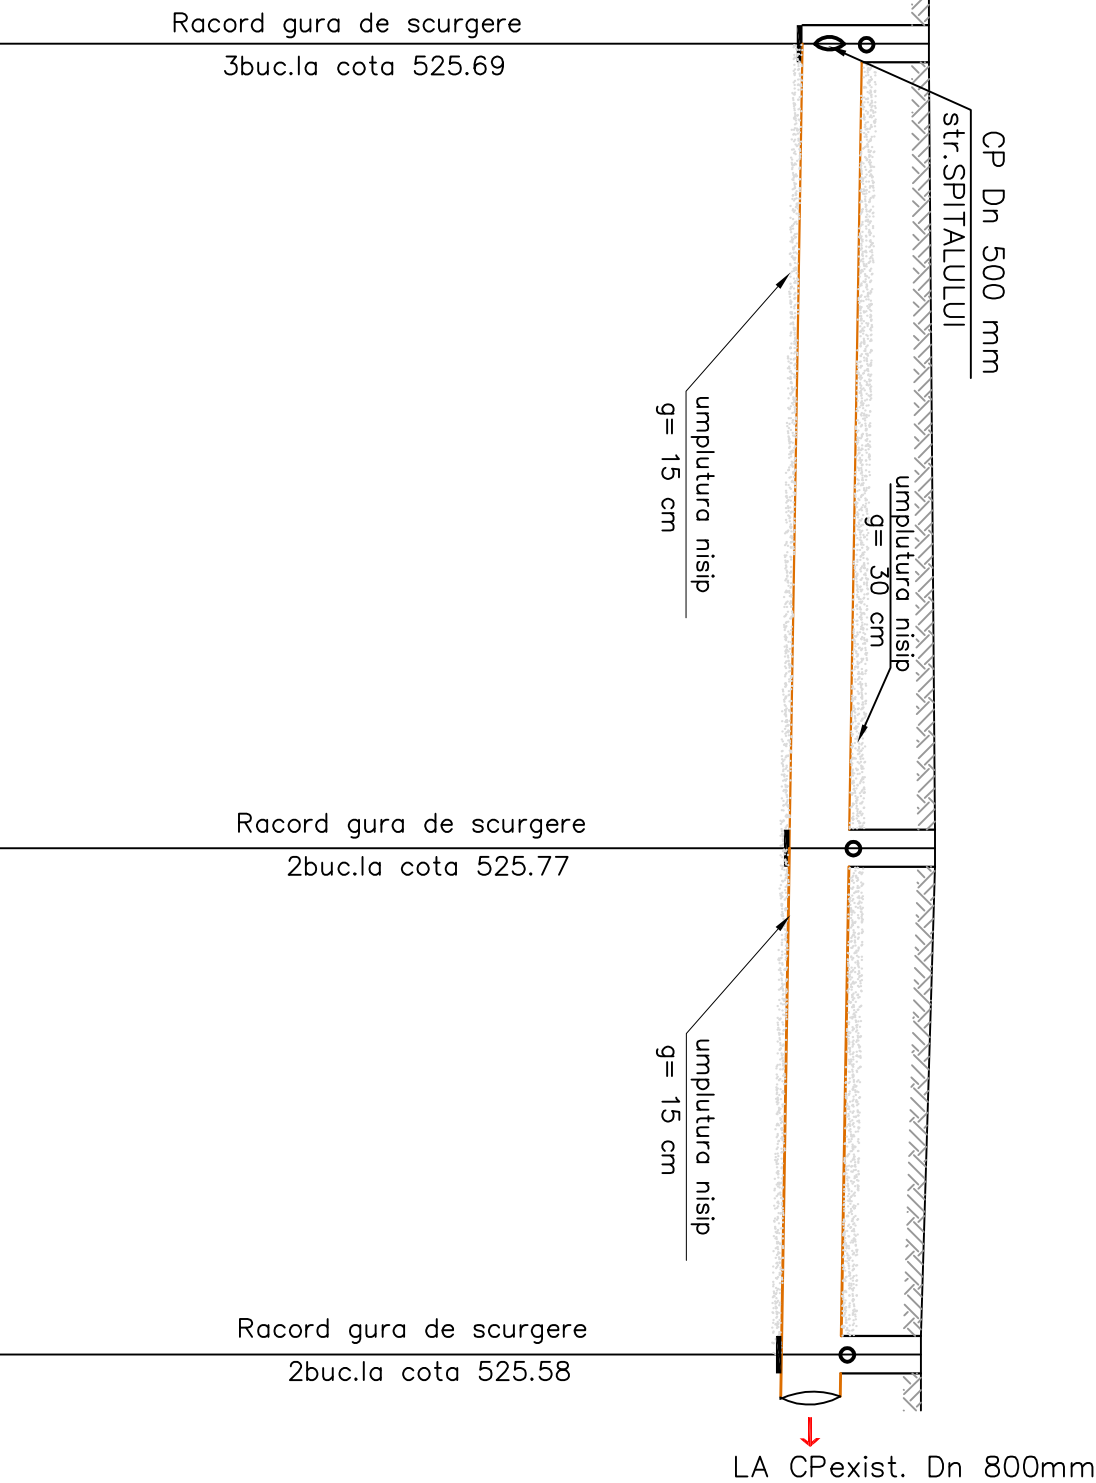 Racord gura de scurgere
3buc.la cota 525.69
CP Dn 500 mm
str.SPITALULUI
umplutura nisip
g= 15 cm
umplutura nisip
g= 30 cm
Racord gura de scurgere
2buc.la cota 525.77
umplutura nisip
g= 15 cm
Racord gura de scurgere
2buc.la cota 525.58
LA CPexist. Dn 800mm